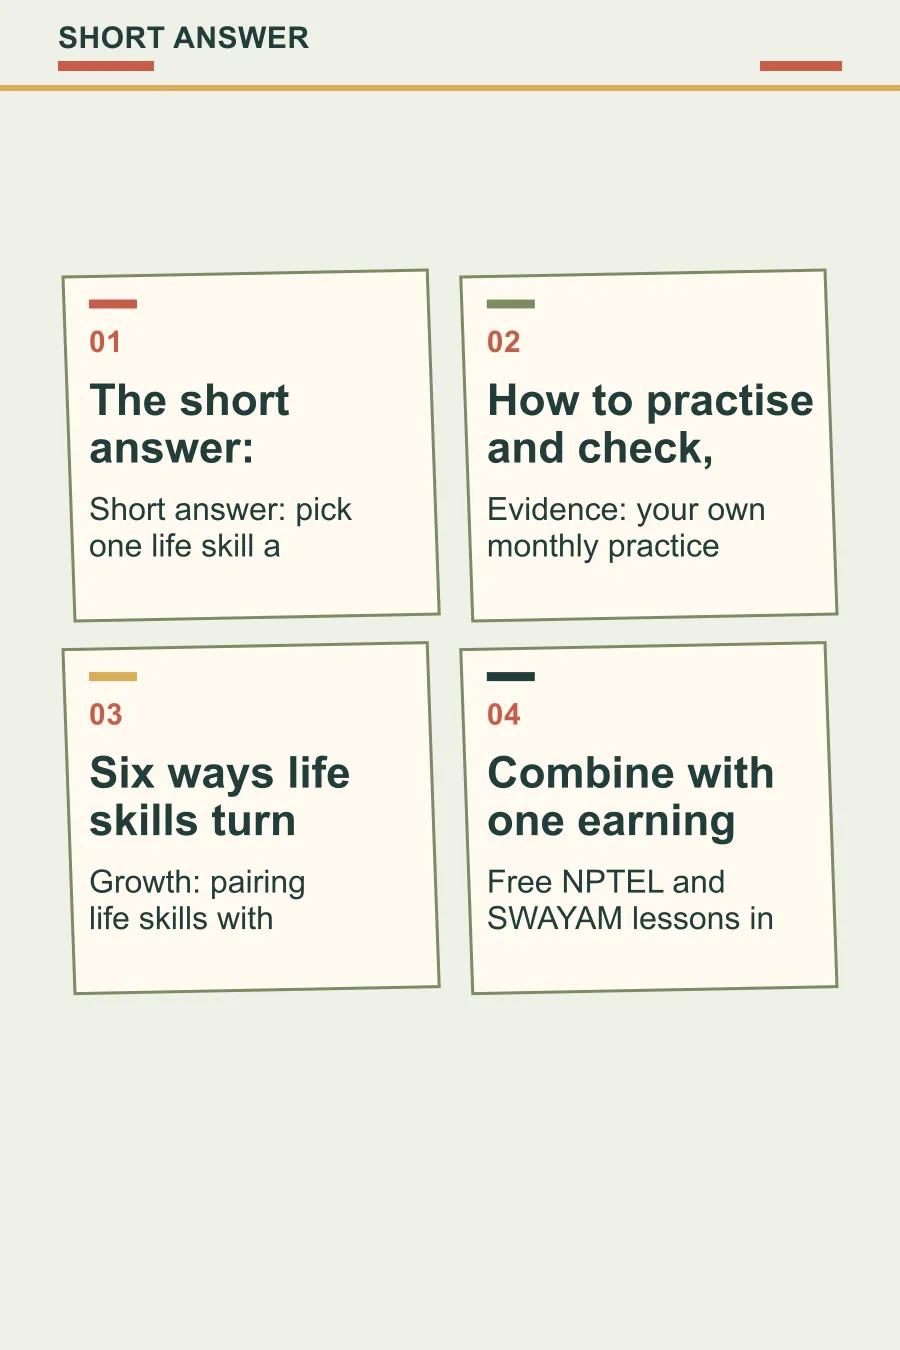 SHORT ANSWER
01
The short
answer:
Short answer: pick
one life skill a
02
How to practise
and check,
Evidence: your own
monthly practice
03
Six ways life
skills turn
Growth: pairing
life skills with
04
Combine with
one earning
Free NPTEL and
SWAYAM lessons in